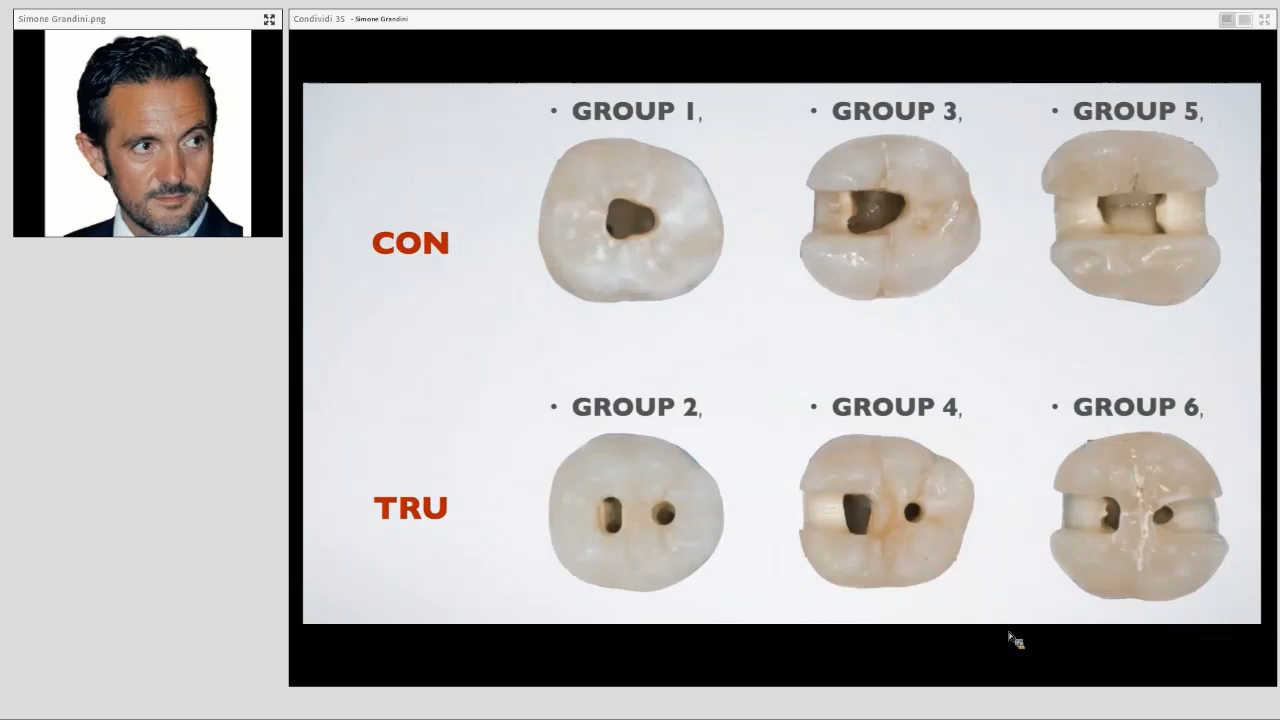 Simone Grandini.png
Condividi 3S - Simone Grandini
• GROUP 1,
• GROUP 3,
• GROUP 5,
CON
• GROUP 2,
• GROUP 4,
• GROUP 6,
TRU